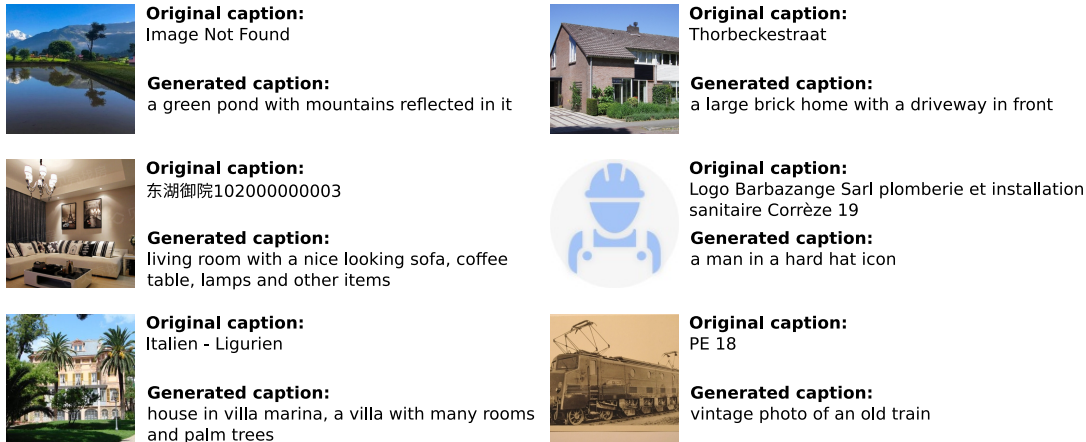 Original caption:
Image Not Found
Generated caption:
a green pond with mountains reflected in it
Original caption:
Thorbeckestraat
Generated caption:
a large brick home with a driveway in front
Original caption:
东湖御院102000000003
Generated caption:
living room with a nice looking sofa, coffee
table, lamps and other items
Original caption:
Logo Barbazange Sarl plomberie et installation
sanitaire Corrèze 19
Generated caption:
a man in a hard hat icon
Original caption:
Italien - Ligurien
Generated caption:
house in villa marina, a villa with many rooms
and palm trees
Original caption:
PE 18
Generated caption:
vintage photo of an old train